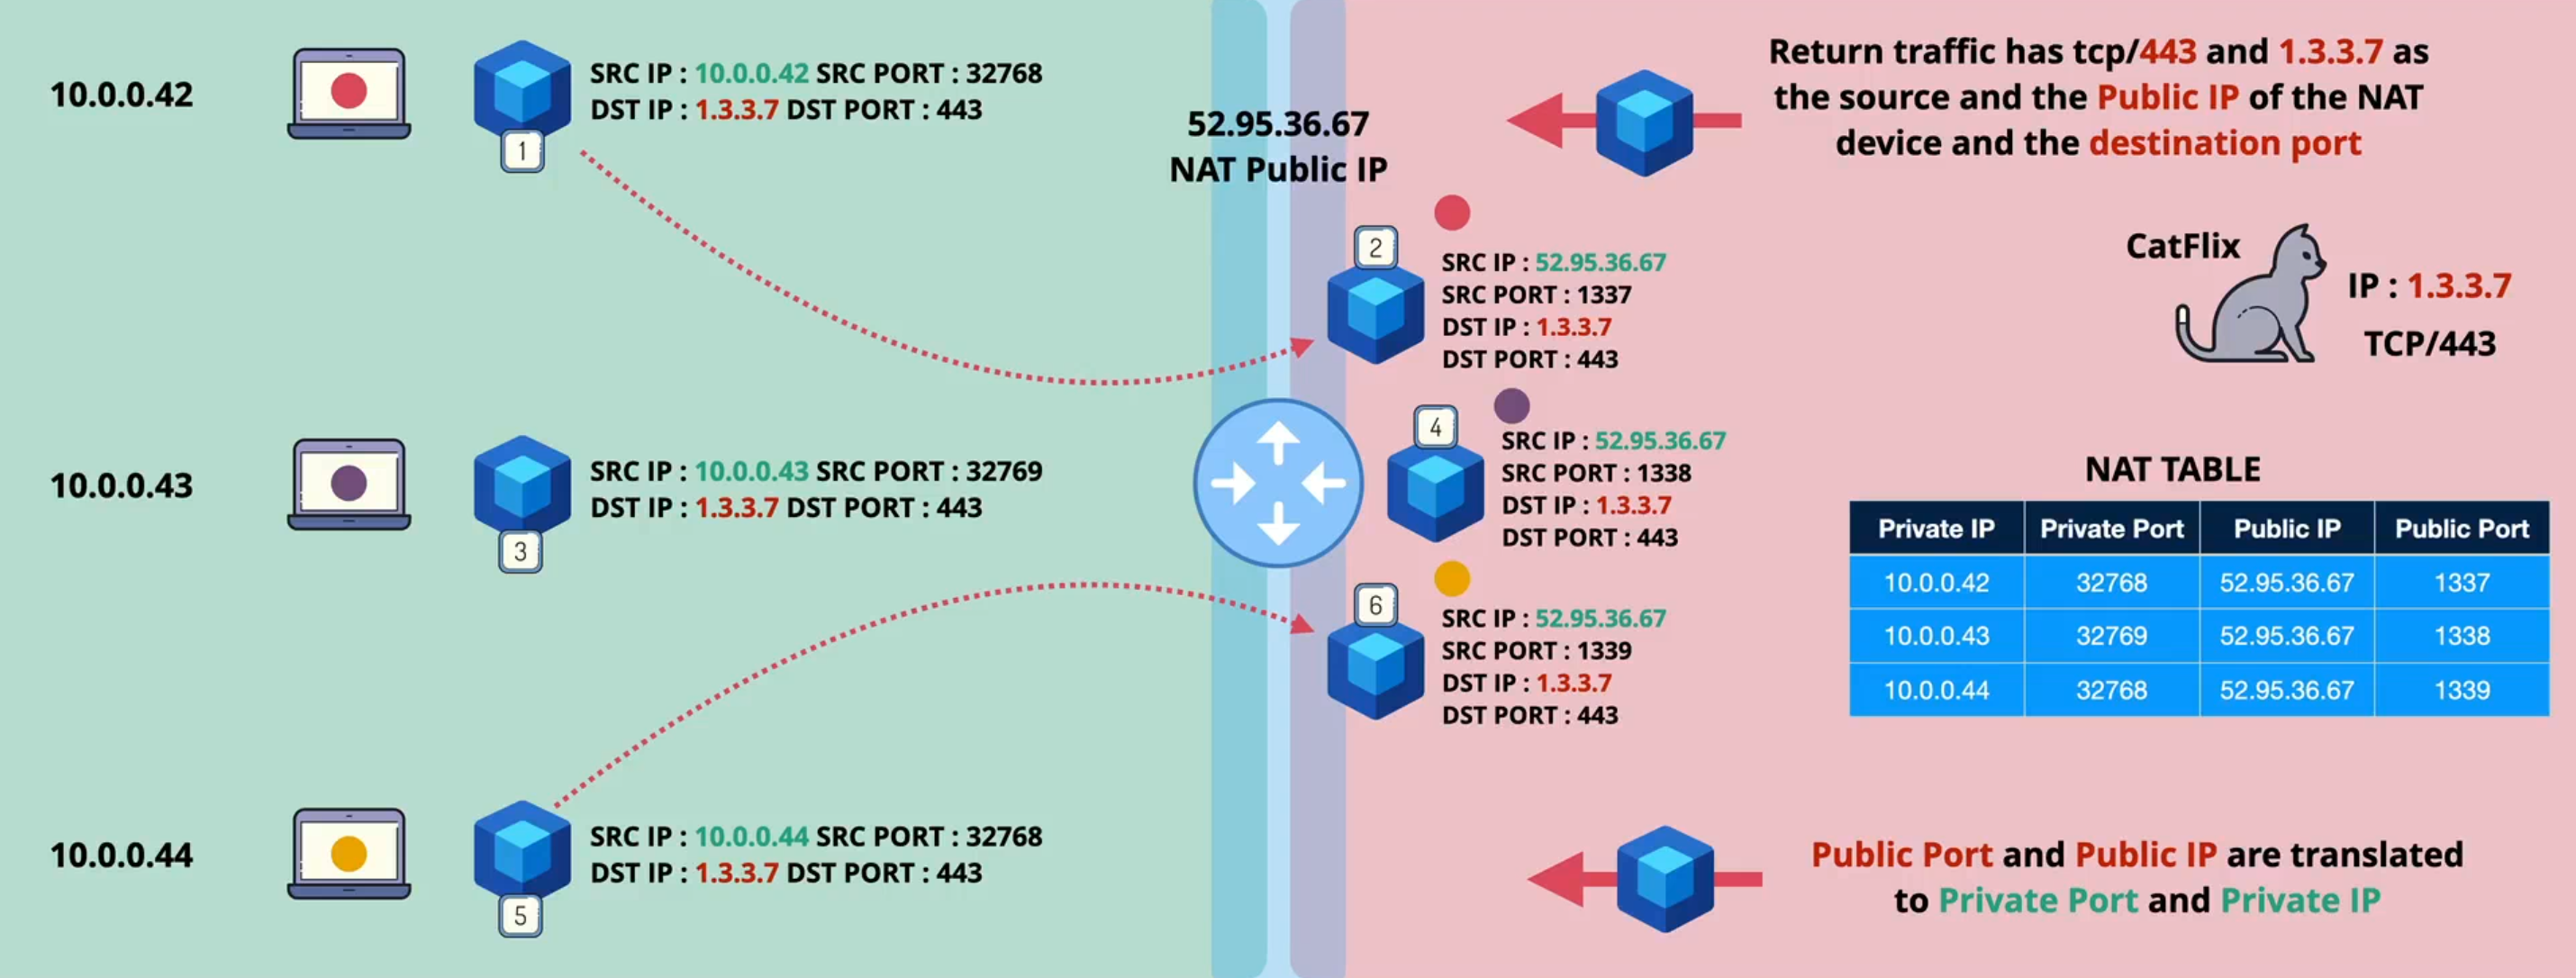 10.0.0.42
SRC IP : 10.0.0.42 SRC PORT : 32768
DST IP : 1.3.3.7 DST PORT : 443
1
52.95.36.67
NAT Public IP
Return traffic has tcp/443 and 1.3.3.7 as
the source and the Public IP of the NAT
device and the destination port
2
SRC IP : 52.95.36.67
SRC PORT : 1337
DST IP : 1.3.3.7
DST PORT : 443
CatFlix
IP : 1.3.3.7
TCP/443
10.0.0.43
SRC IP : 10.0.0.43 SRC PORT : 32769
DST IP : 1.3.3.7 DST PORT : 443
3
4
SRC IP : 52.95.36.67
SRC PORT : 1338
DST IP : 1.3.3.7
DST PORT : 443
NAT TABLE
Private IP Private Port Public IP Public Port
10.0.0.42 32768 52.95.36.67 1337
10.0.0.43 32769 52.95.36.67 1338
10.0.0.44 32768 52.95.36.67 1339
6
SRC IP : 52.95.36.67
SRC PORT : 1339
DST IP : 1.3.3.7
DST PORT : 443
10.0.0.44
SRC IP : 10.0.0.44 SRC PORT : 32768
DST IP : 1.3.3.7 DST PORT : 443
5
Public Port and Public IP are translated
to Private Port and Private IP